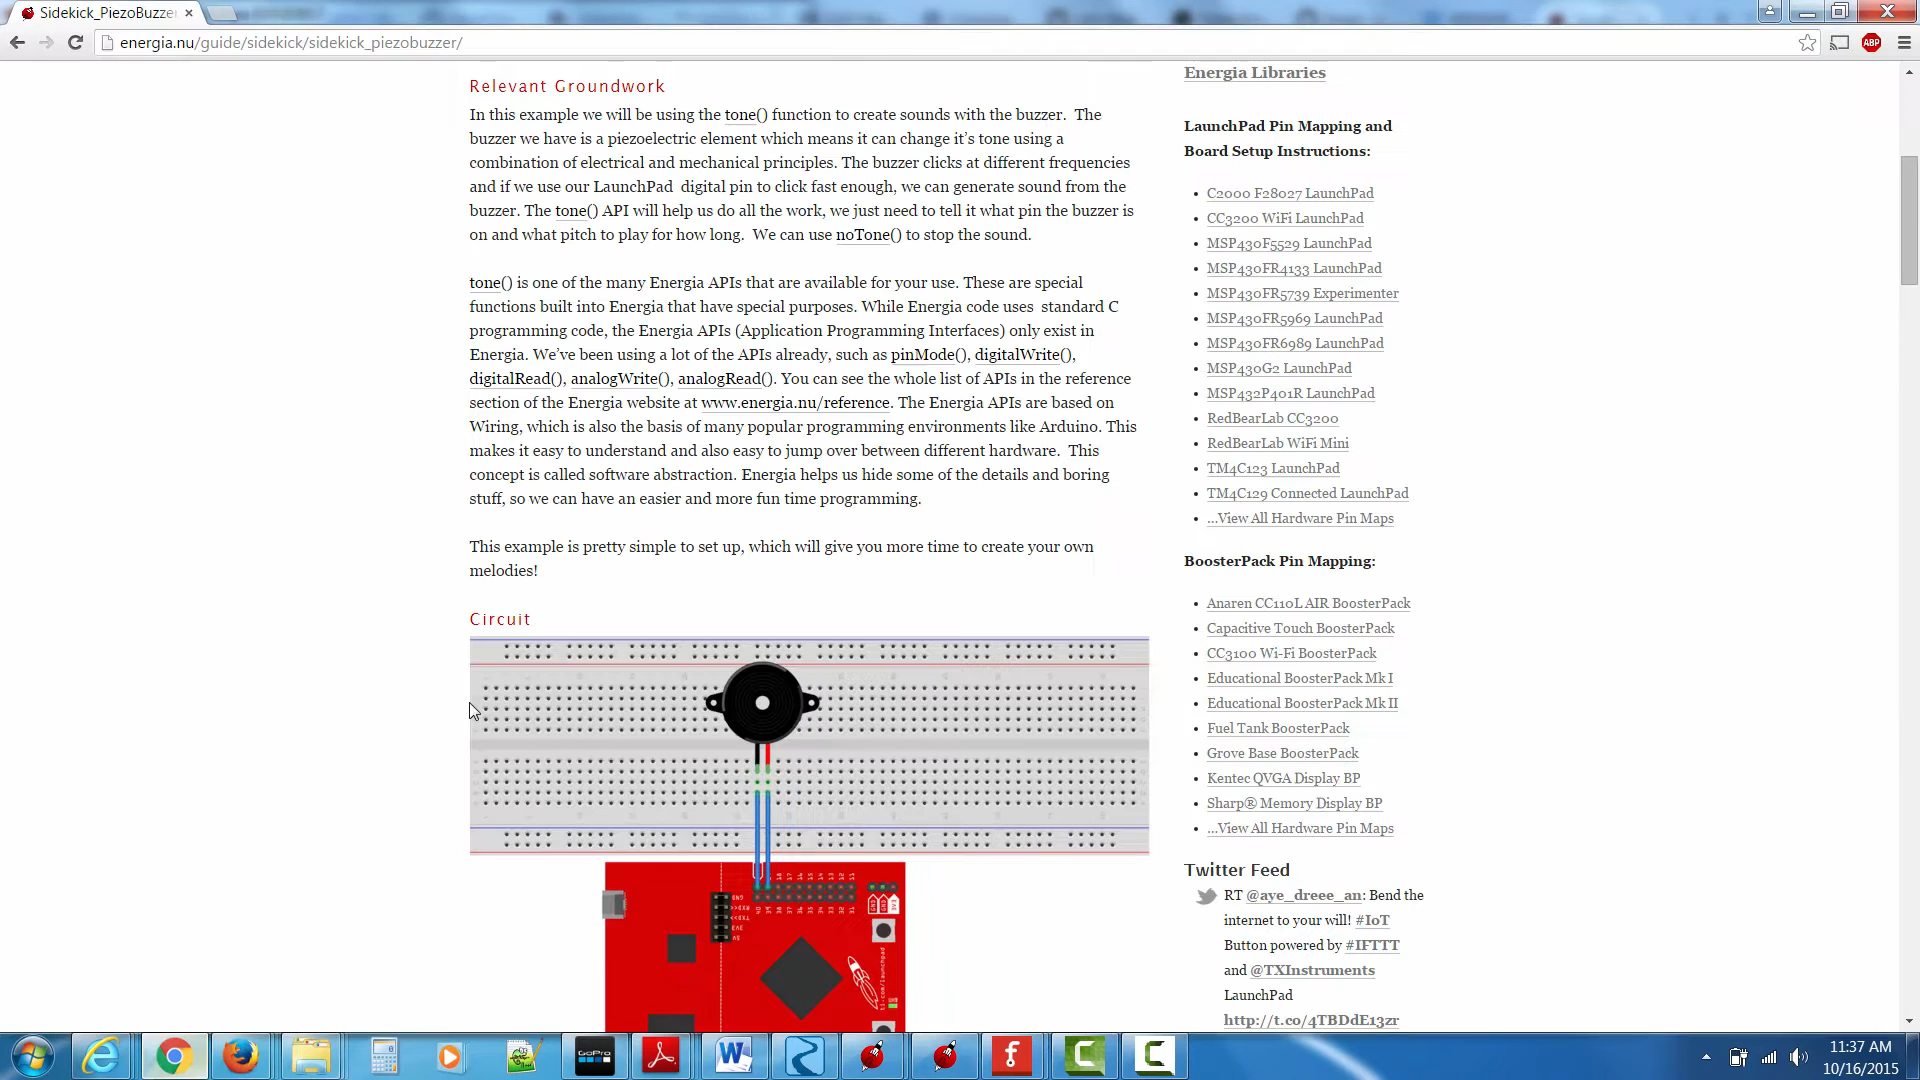 Sidekick_PiezoBuzzer
energia.nu/guide/sidekick/sidekick_piezobuzzer/
ABP
Relevant Groundwork
In this example we will be using the tone() function to create sounds with the buzzer. The
buzzer we have is a piezoelectric element which means it can change it's tone using a
combination of electrical and mechanical principles. The buzzer clicks at different frequencies
and if we use our LaunchPad digital pin to click fast enough, we can generate sound from the
buzzer. The tone() API will help us do all the work, we just need to tell it what pin the buzzer is
on and what pitch to play for how long. We can use noTone() to stop the sound.
tone() is one of the many Energia APIs that are available for your use. These are special
functions built into Energia that have special purposes. While Energia code uses standard C
programming code, the Energia APIs (Application Programming Interfaces) only exist in
Energia. We've been using a lot of the APIs already, such as pinMode(), digitalWrite(),
digitalRead(), analogWrite(), analogRead(). You can see the whole list of APIs in the reference
section of the Energia website at www.energia.nu/reference. The Energia APIs are based on
Wiring, which is also the basis of many popular programming environments like Arduino. This
makes it easy to understand and also easy to jump over between different hardware. This
concept is called software abstraction. Energia helps us hide some of the details and boring
stuff, so we can have an easier and more fun time programming.
This example is pretty simple to set up, which will give you more time to create your own
melodies!
Circuit
Energia Libraries
LaunchPad Pin Mapping and
Board Setup Instructions:
C2000 F28027 LaunchPad
CC3200 WiFi LaunchPad
MSP430F5529 LaunchPad
MSP430FR4133 LaunchPad
MSP430FR5739 Experimenter
MSP430FR5969 LaunchPad
MSP430FR6989 LaunchPad
MSP430G2 LaunchPad
MSP432P401R LaunchPad
RedBearLab CC3200
RedBearLab WiFi Mini
TM4C123 LaunchPad
TM4C129 Connected LaunchPad
...View All Hardware Pin Maps
BoosterPack Pin Mapping:
Anaren CC110L AIR BoosterPack
Capacitive Touch BoosterPack
CC3100 Wi-Fi BoosterPack
Educational BoosterPack Mk I
Educational BoosterPack Mk II
Fuel Tank BoosterPack
Grove Base BoosterPack
Kentec QVGA Display BP
Sharp® Memory Display BP
...View All Hardware Pin Maps
Twitter Feed
RT @aye_dreee_an: Bend the
internet to your will! #IoT
Button powered by #IFTTT
and @TXInstruments
LaunchPad
http://t.co/4TBDdE13zr
GoPro
11:37 AM
10/16/2015